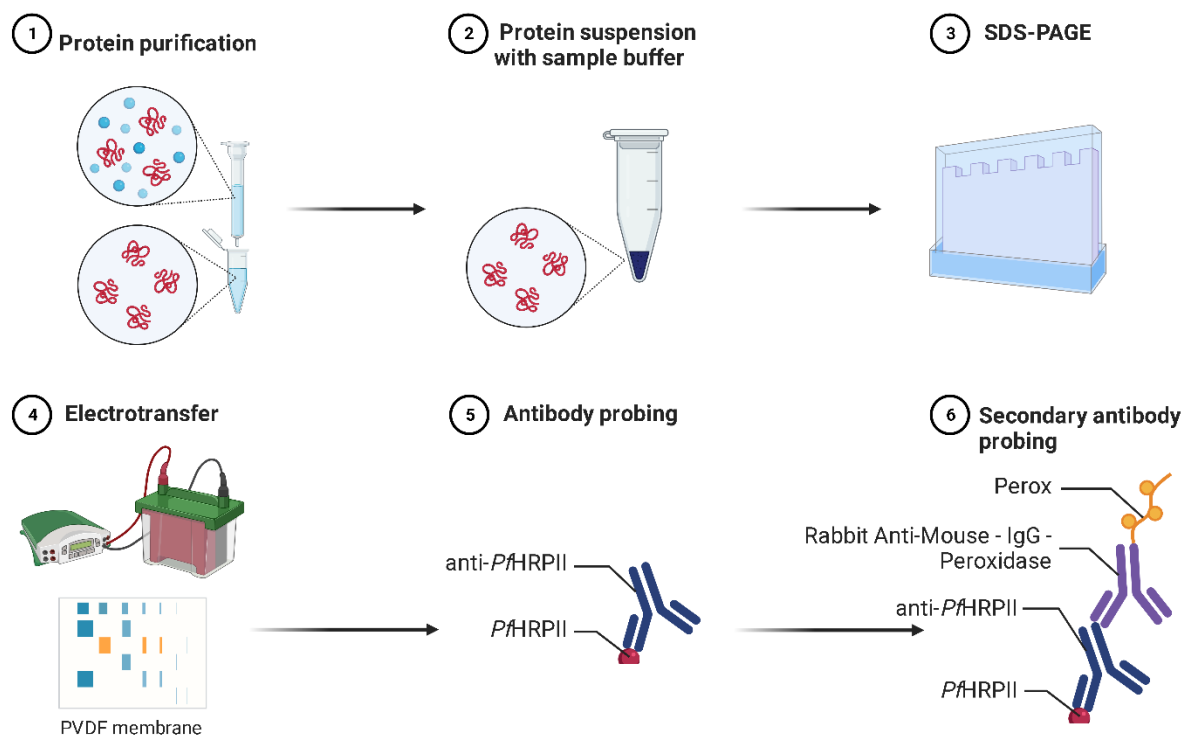 1
Protein purification
2
Protein suspension
with sample buffer
3
SDS-PAGE
4
Electrotransfer
PVDF membrane
5
Antibody probing
anti-PfHRPII
PfHRPII
6
Secondary antibody
probing
Perox
Rabbit Anti-Mouse - IgG -
Peroxidase
anti-PfHRPII
PfHRPII